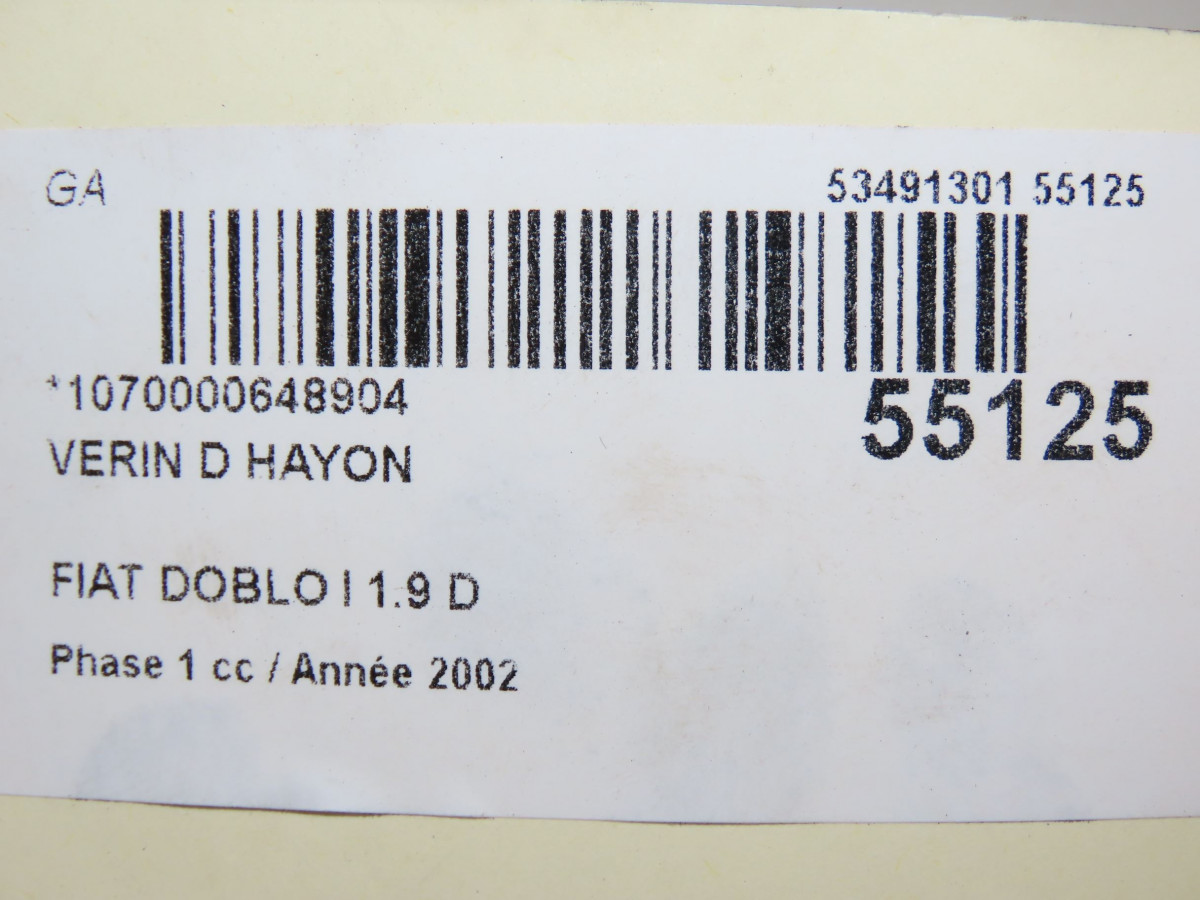 GA
53491301 55125
*1070000648904
55125
VERIN D HAYON
FIAT DOBLO I 1.9 D
Phase 1 cc / Année 2002